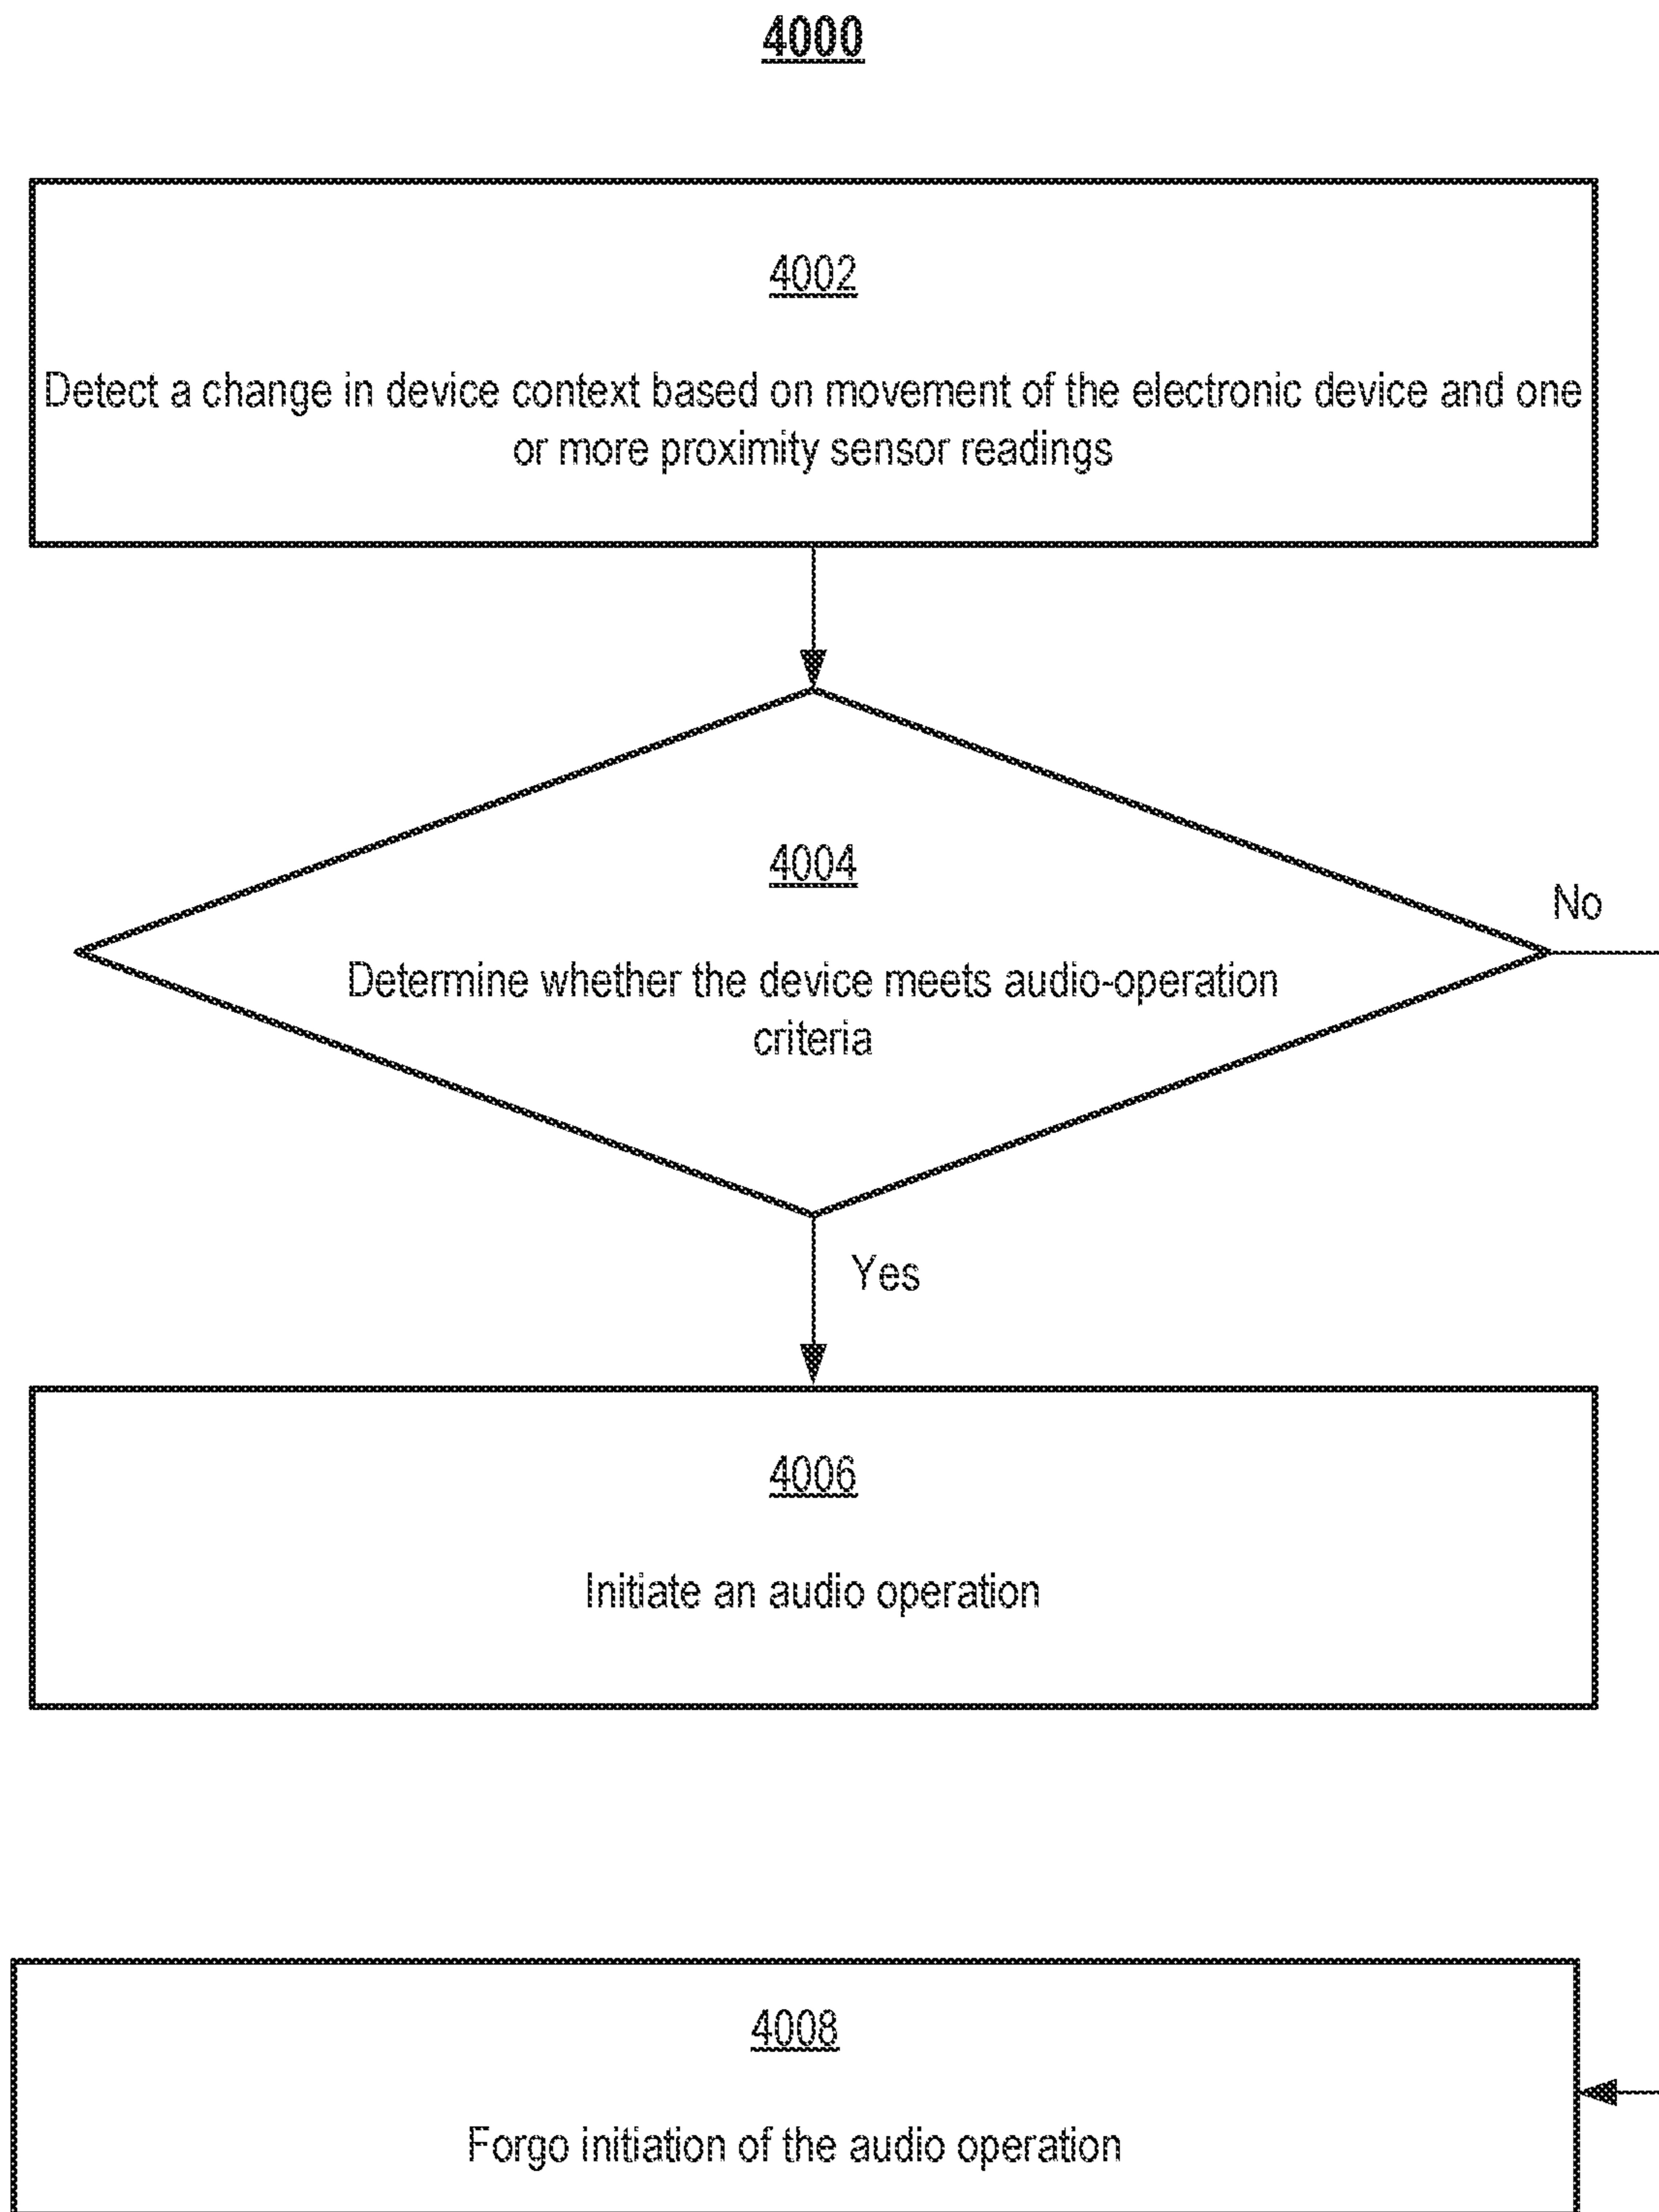 4000
4002
Detect a change in device context based on movement of the electronic device and one
or more proximity sensor readings
4004
No
Determine whether the device meets audio-operation
criteria
Yes
4006
Initiate an audio operation
4008
Forgo initiation of the audio operation